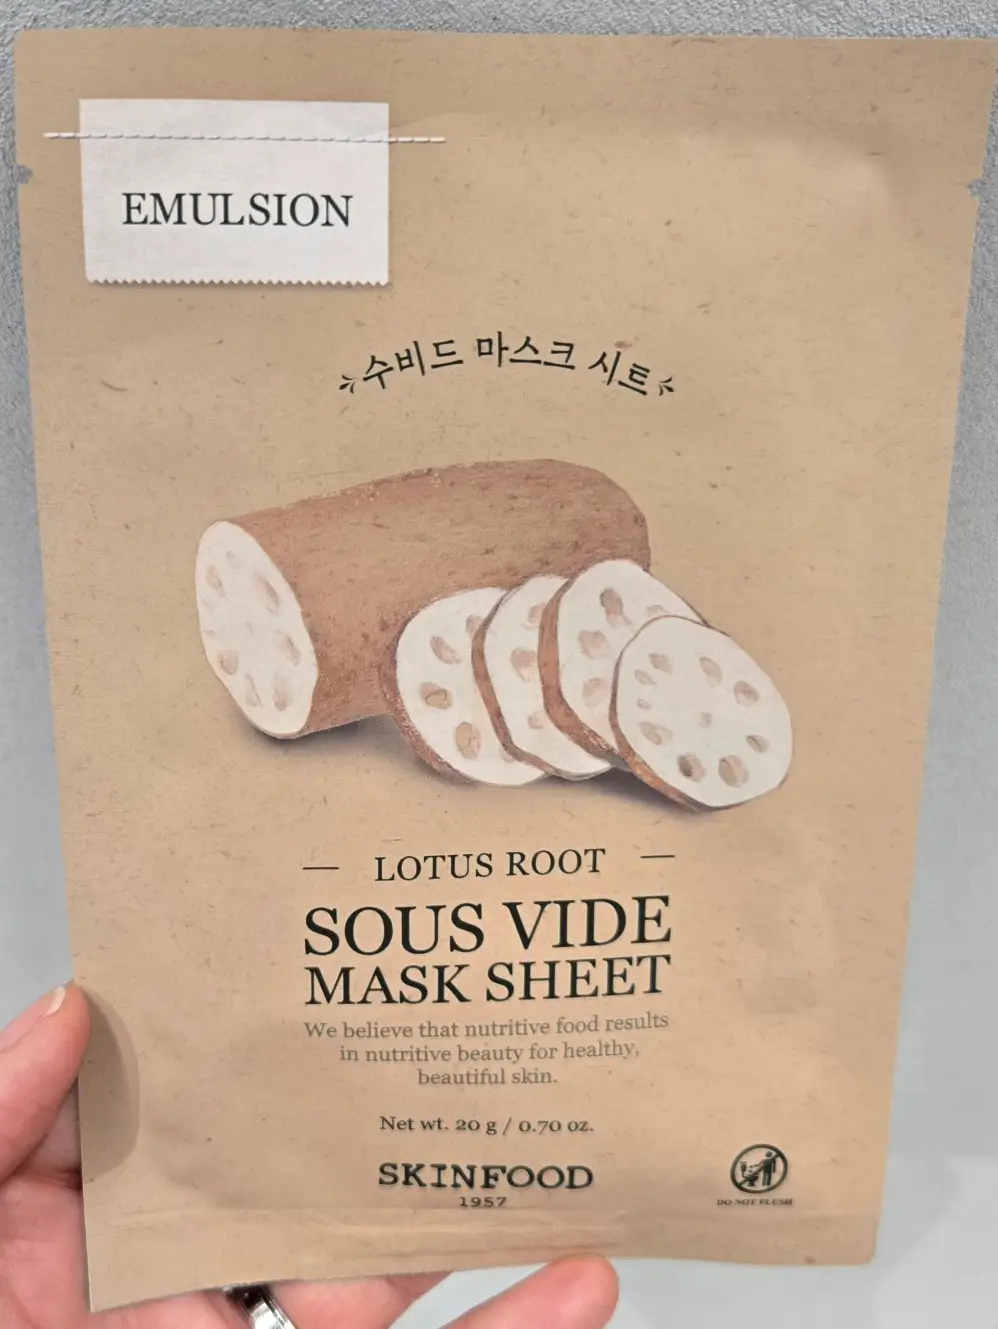 EMULSION
수비드 마스크 시트
LOTUS ROOT
SOUS VIDE
MASK SHEET
We believe that nutritive food results
in nutritive beauty for healthy,
beautiful skin.
Net wt. 20 g / 0.70 oz.
SKINFOOD
1957
DO NOT FLUSH